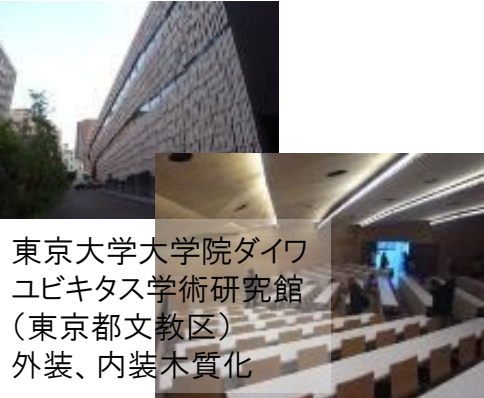 東京大学大学院ダイワ
ユビキタス学術研究館
(東京都文教区)
外装、内装木質化